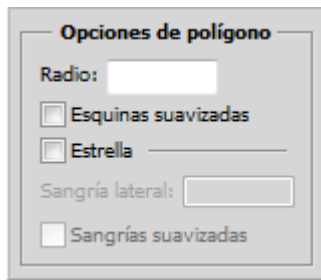 Opciones de polígono
Radio:
Esquinas suavizadas
Estrella
Sangría lateral:
Sangrías suavizadas